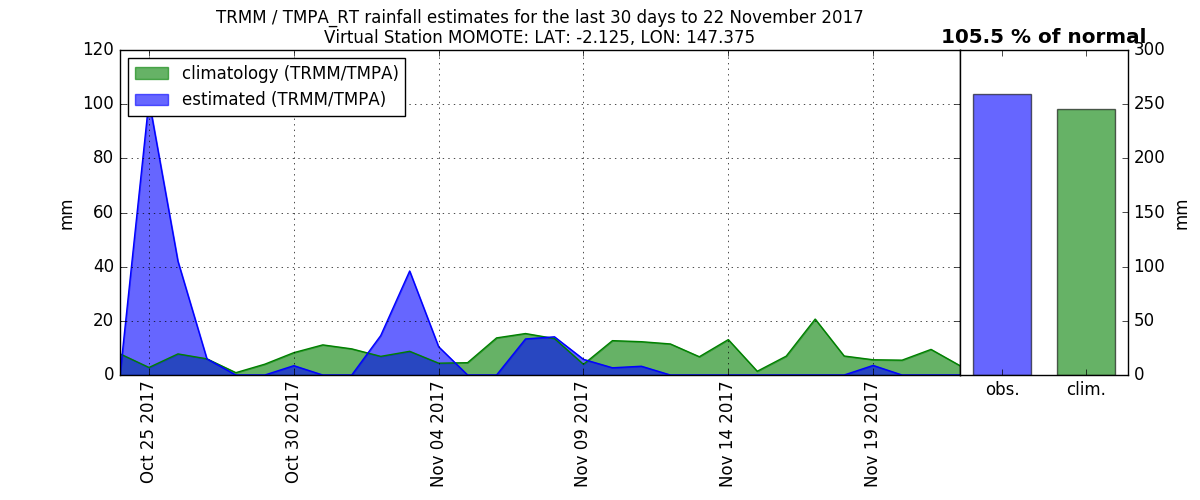 TRMM / TMPA_RT rainfall estimates for the last 30 days to 22 November 2017
Virtual Station MOMOTE: LAT: -2.125, LON: 147.375
105.5 % of normal
climatology (TRMM/TMPA)
estimated (TRMM/TMPA)
mm
120
100
80
60
40
20
0
Oct 25 2017
Oct 30 2017
Nov 04 2017
Nov 09 2017
Nov 14 2017
Nov 19 2017
300
250
200
150
100
50
0
mm
obs.
clim.